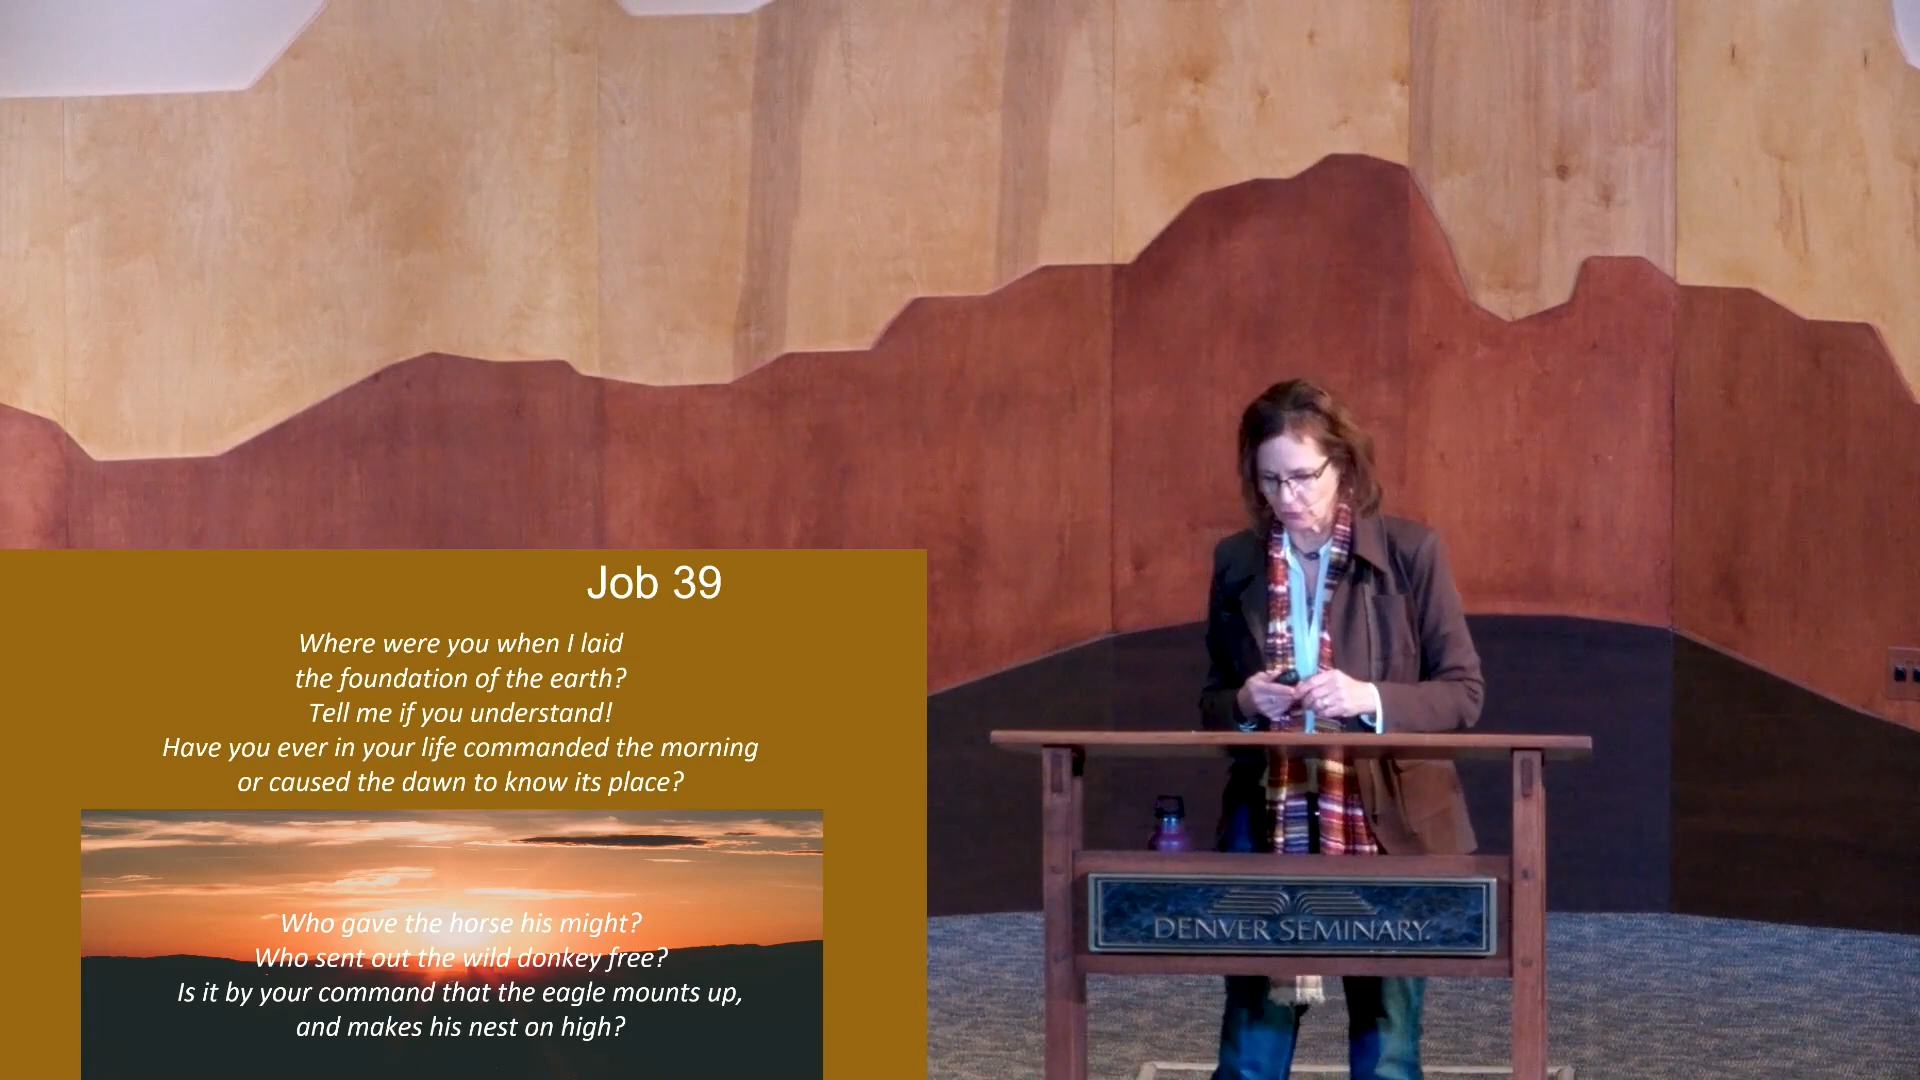 Job 39
Where were you when I laid
the foundation of the earth?
Tell me if you understand!
Have you ever in your life commanded the morning
or caused the dawn to know its place?
Who gave the horse his might?
Who sent out the wild donkey free?
Is it by your command that the eagle mounts up,
and makes his nest on high?
DENVER SEMINARY.